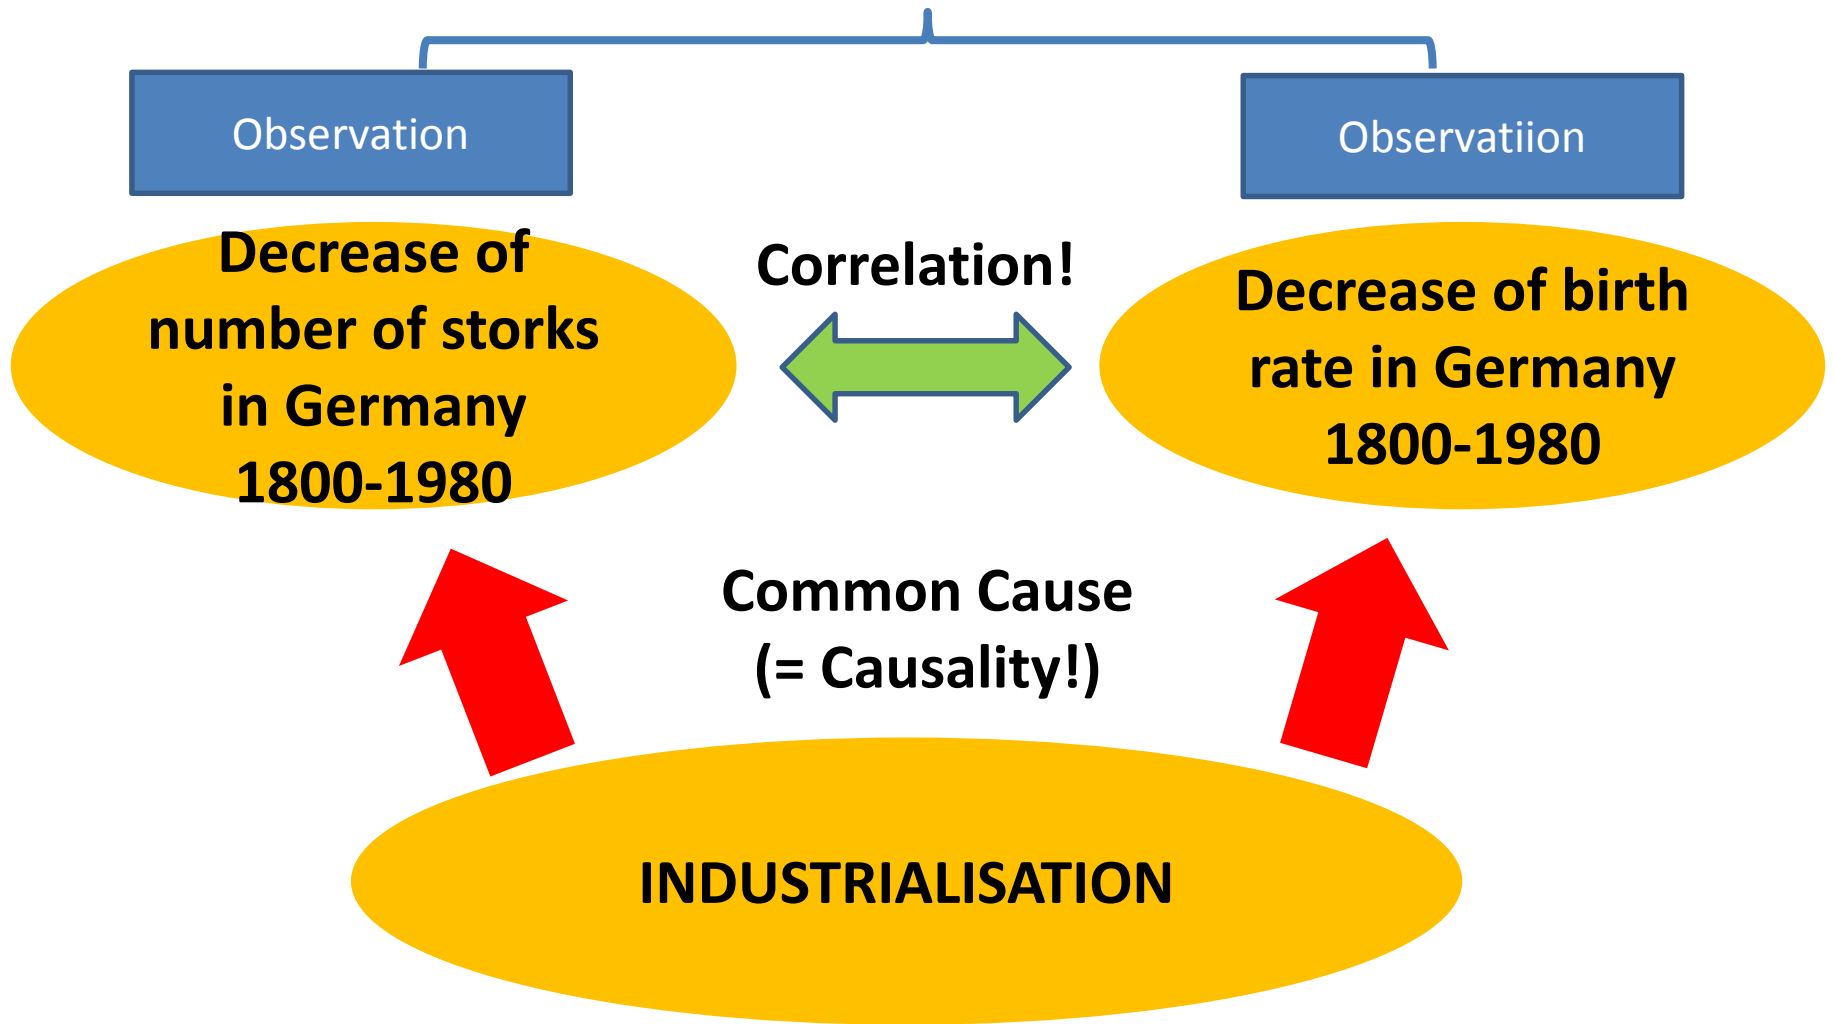 Observation
Observatiion
Decrease of
number of storks
in Germany
1800-1980
Correlation!
Decrease of birth
rate in Germany
1800-1980
Common Cause
(= Causality!)
INDUSTRIALISATION